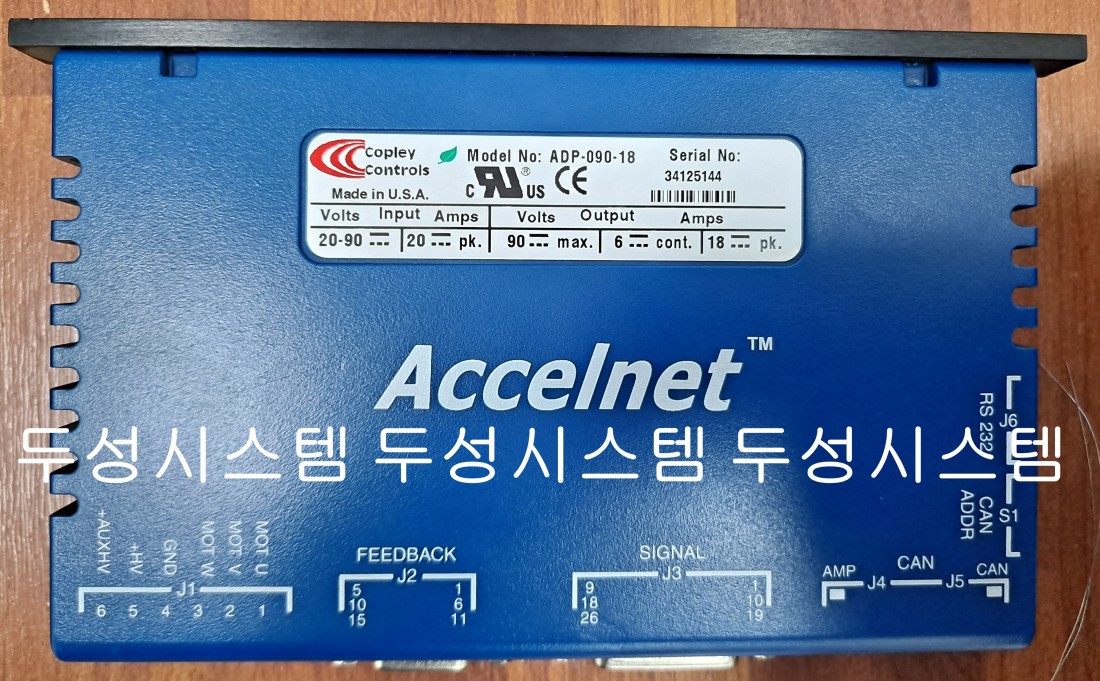 Copley Controls
Model No: ADP-090-18
Serial No:
34125144
Made in U.S.A.
C RU ® US CE
Volts Input Amps Volts Output Amps
20-90 20 pk. 90 max. 6 cont. 18 pk.
Accelnet™
두성시스템 두성시스템 두성시스템
J6
RS 232
S1
CAN ADDR
+AUXHV
+HV
GND
MOT W
MOT V
MOT U
J1
6 5 4 3 2 1
FEEDBACK
J2
5 1
10 6
15 11
SIGNAL
J3
9 1
18 10
26 19
AMP CAN CAN
J4 J5